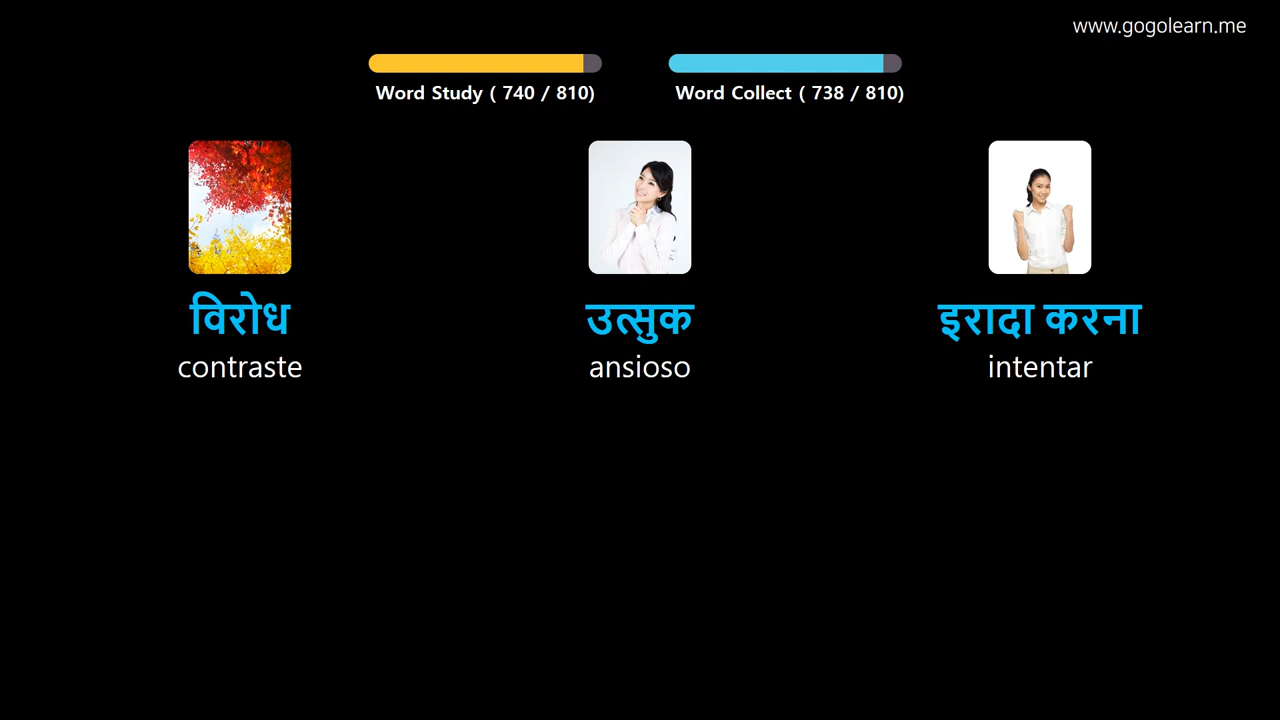 www.gogolearn.me
Word Study ( 740 / 810)
Word Collect ( 738 / 810)
विरोध
contraste
उत्सुक
ansioso
इरादा करना
intentar